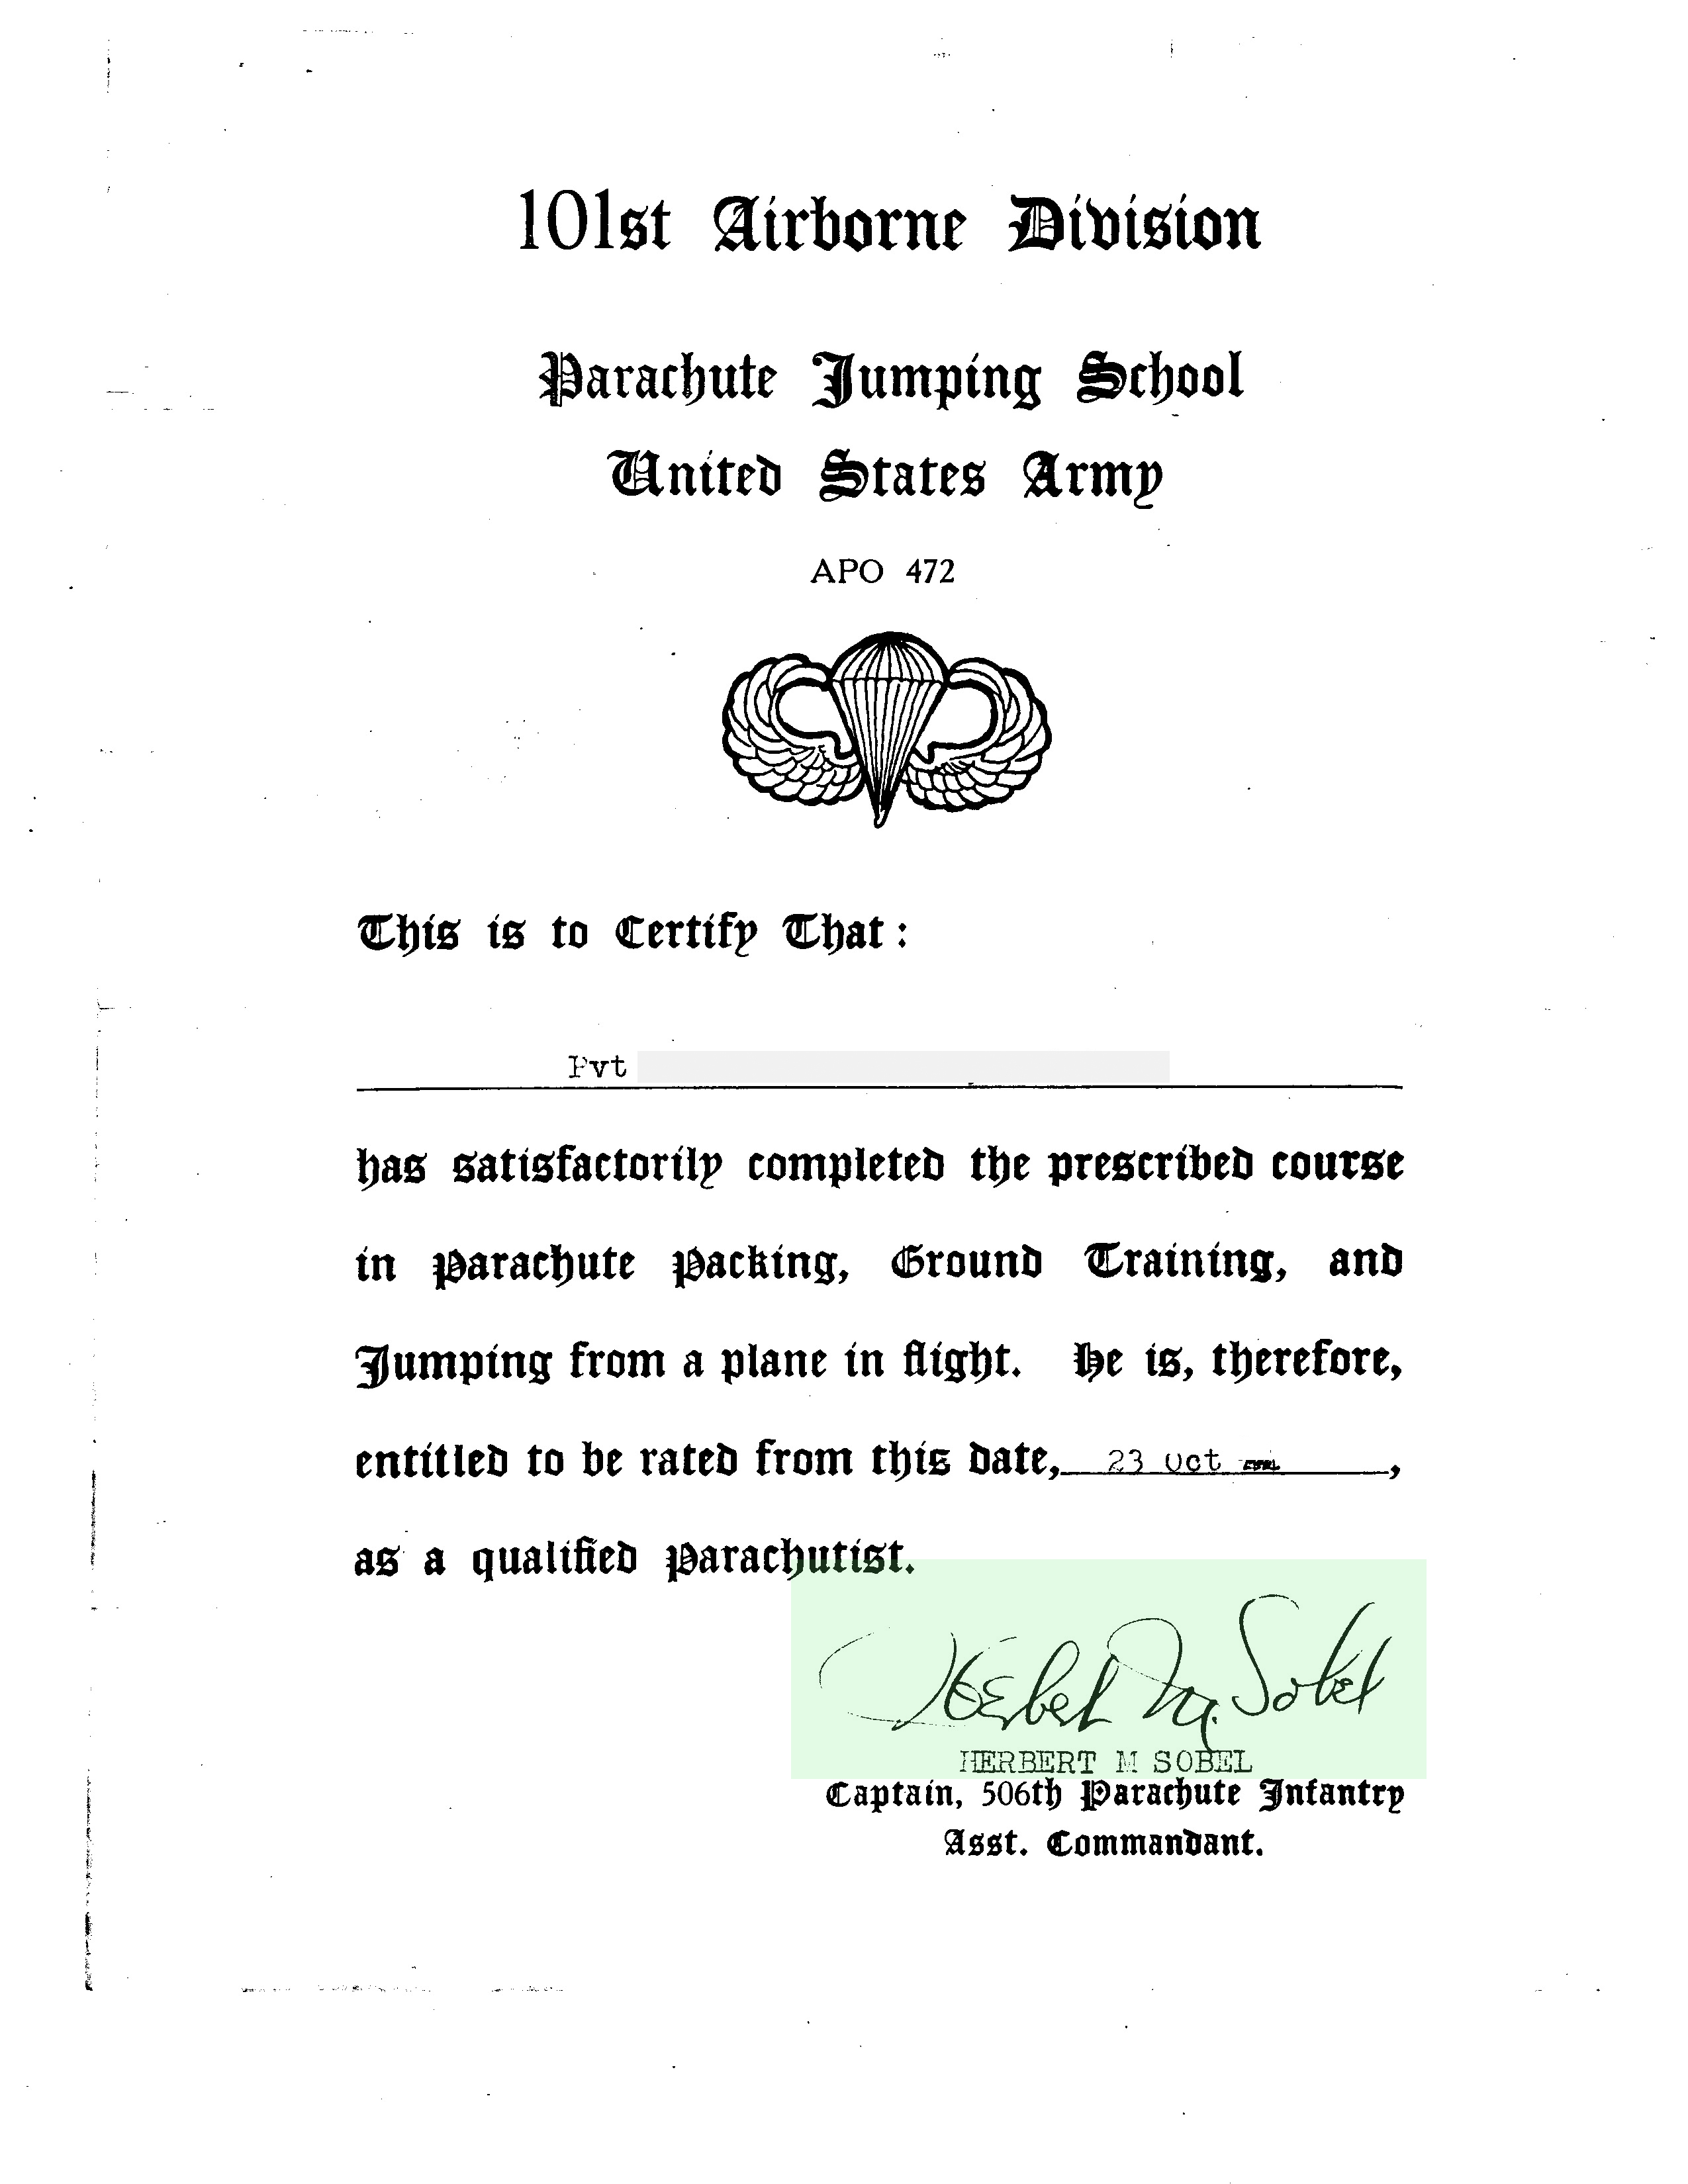 101st Airborne Division
Parachute Jumping School
United States Army
APO 472
This is to Certify That:
Pvt
has satisfactorily completed the prescribed course
in Parachute Packing, Ground Training, and
Jumping from a plane in flight. He is, therefore,
entitled to be rated from this date, 23 Oct,
as a qualified Parachutist.
Herbert M. Sobel
HERBERT M SOBEL
Captain, 506th Parachute Infantry
Asst. Commandant.